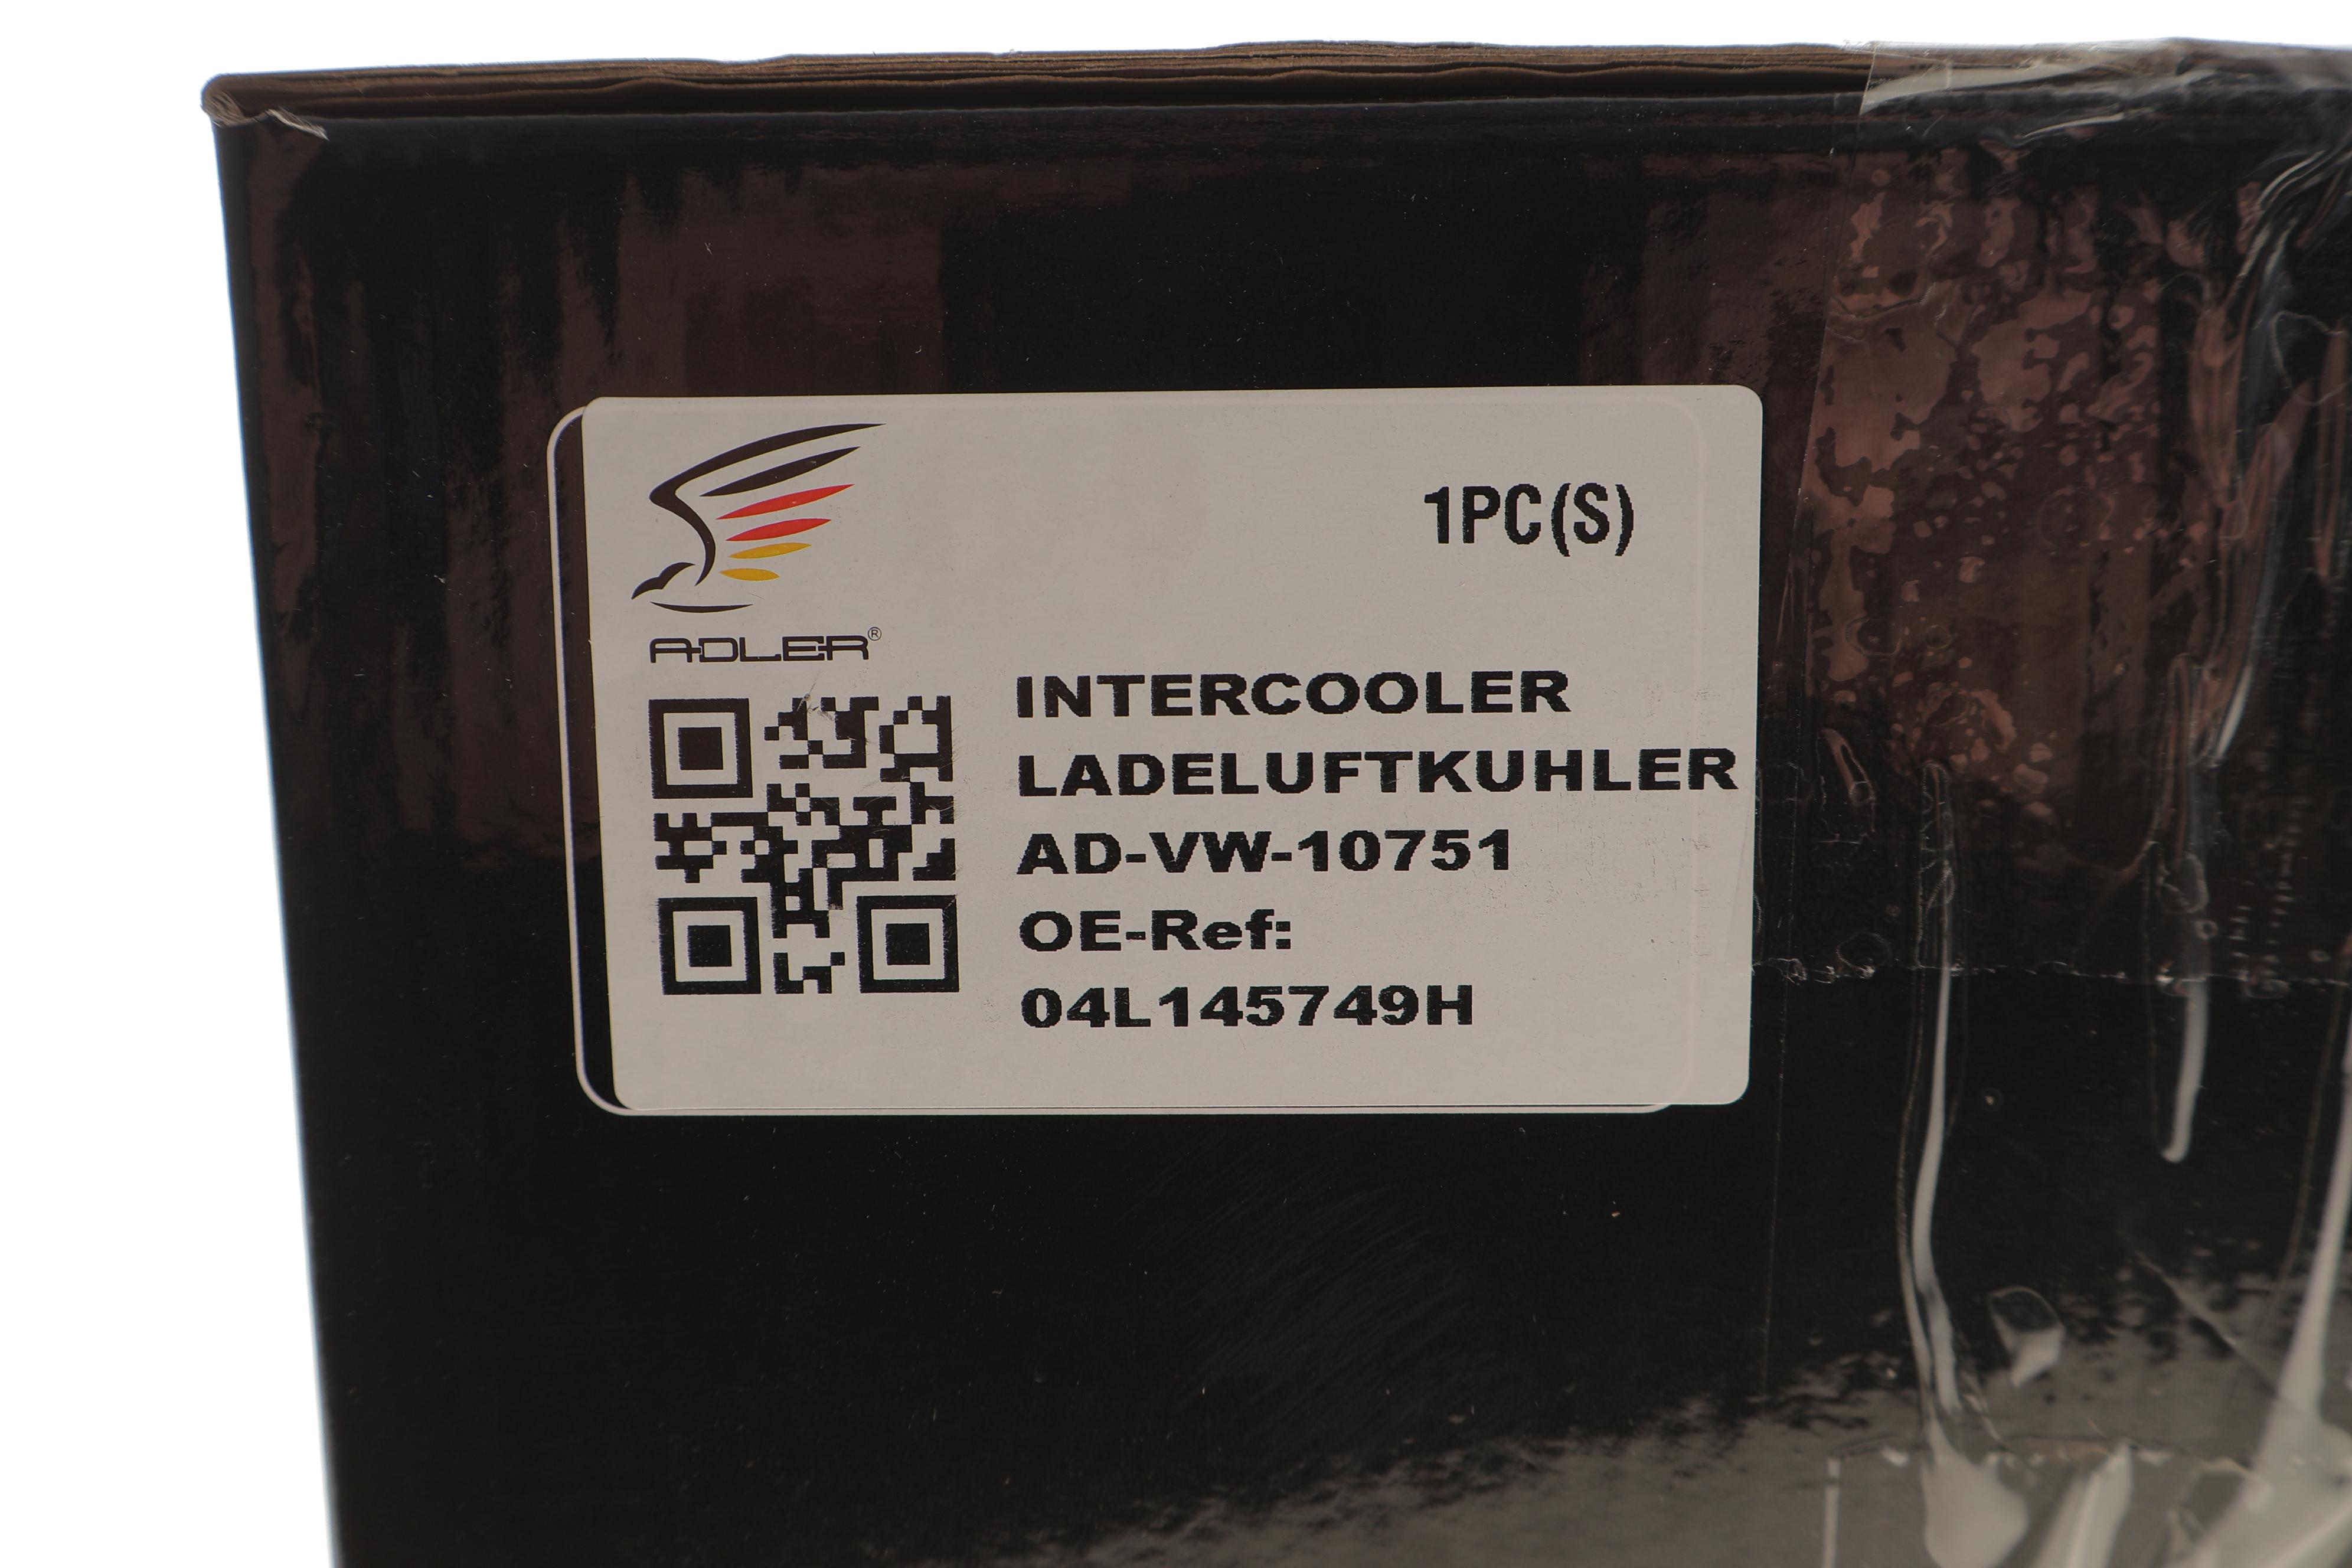 1PC(S)
ADLER®
INTERCOOLER
LADELUFTKUHLER
AD-VW-10751
OE-Ref:
04L145749H